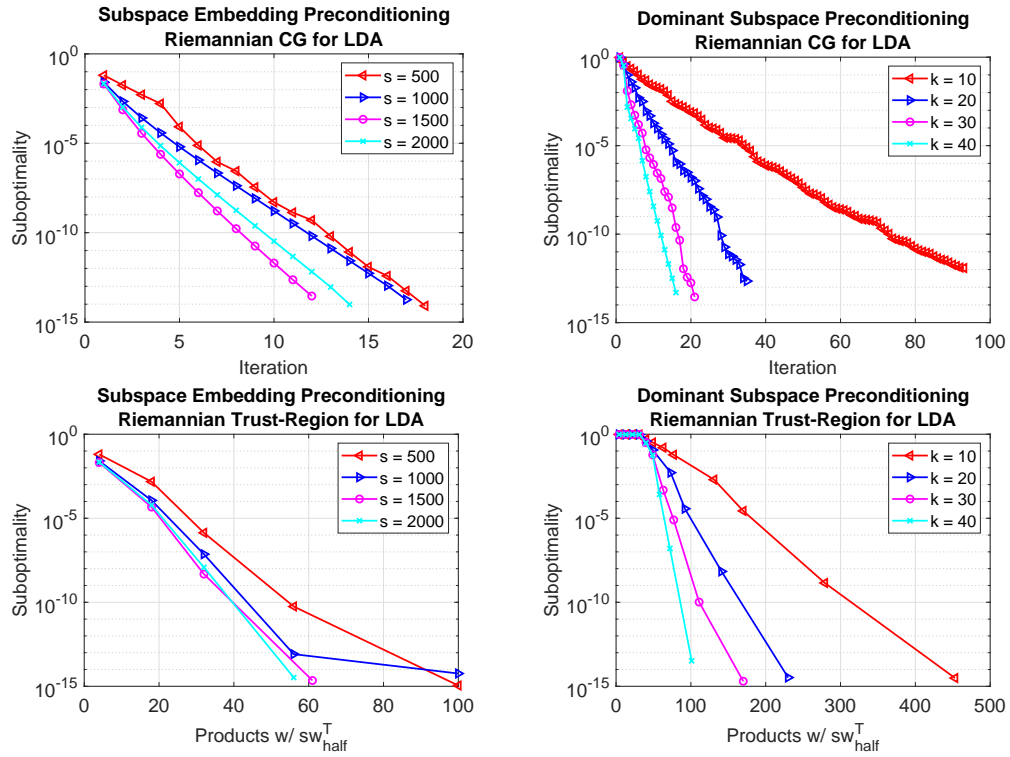 Subspace Embedding Preconditioning
Riemannian CG for LDA
10^0
10^-5
10^-10
10^-15
Suboptimality
0 5 10 15 20
Iteration
s = 500
s = 1000
s = 1500
s = 2000
Dominant Subspace Preconditioning
Riemannian CG for LDA
10^0
10^-5
10^-10
10^-15
Suboptimality
0 20 40 60 80 100
Iteration
k = 10
k = 20
k = 30
k = 40
Subspace Embedding Preconditioning
Riemannian Trust-Region for LDA
10^0
10^-5
10^-10
10^-15
Suboptimality
0 20 40 60 80 100
Products w/ sw_half^T
s = 500
s = 1000
s = 1500
s = 2000
Dominant Subspace Preconditioning
Riemannian Trust-Region for LDA
10^0
10^-5
10^-10
10^-15
Suboptimality
0 100 200 300 400 500
Products w/ sw_half^T
k = 10
k = 20
k = 30
k = 40